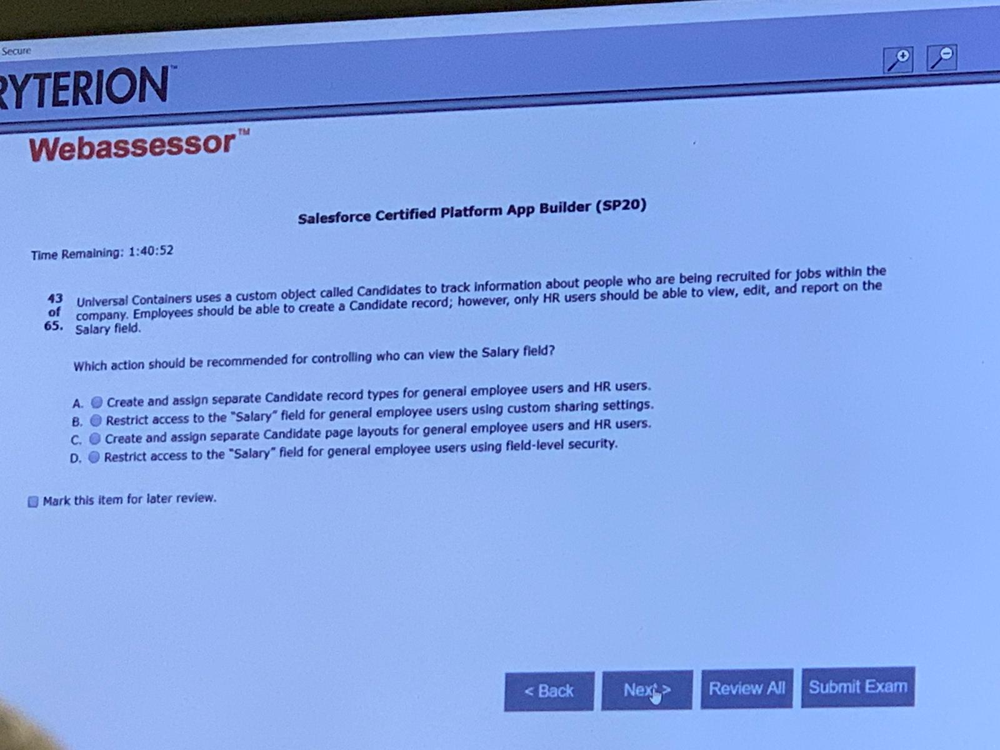 Secure
RYTERION™
Webassessor™
Salesforce Certified Platform App Builder (SP20)
Time Remaining: 1:40:52
43 of 65.
Universal Containers uses a custom object called Candidates to track information about people who are being recruited for jobs within the
company. Employees should be able to create a Candidate record; however, only HR users should be able to view, edit, and report on the
Salary field.
Which action should be recommended for controlling who can view the Salary field?
A. Create and assign separate Candidate record types for general employee users and HR users.
B. Restrict access to the "Salary" field for general employee users using custom sharing settings.
C. Create and assign separate Candidate page layouts for general employee users and HR users.
D. Restrict access to the "Salary" field for general employee users using field-level security.
Mark this item for later review.
< Back
Next >
Review All
Submit Exam